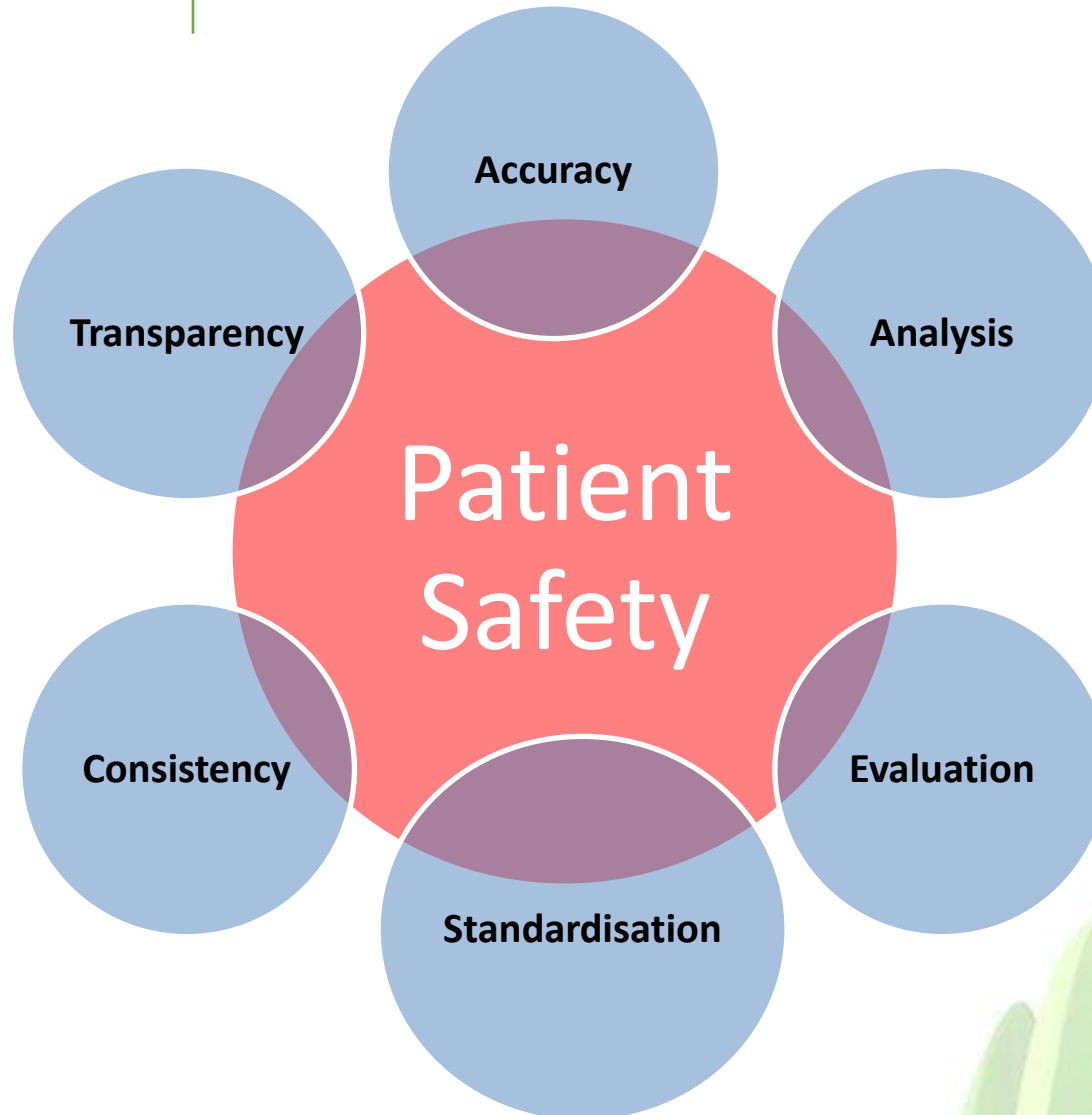 Accuracy
Transparency
Analysis
Patient
Safety
Consistency
Evaluation
Standardisation